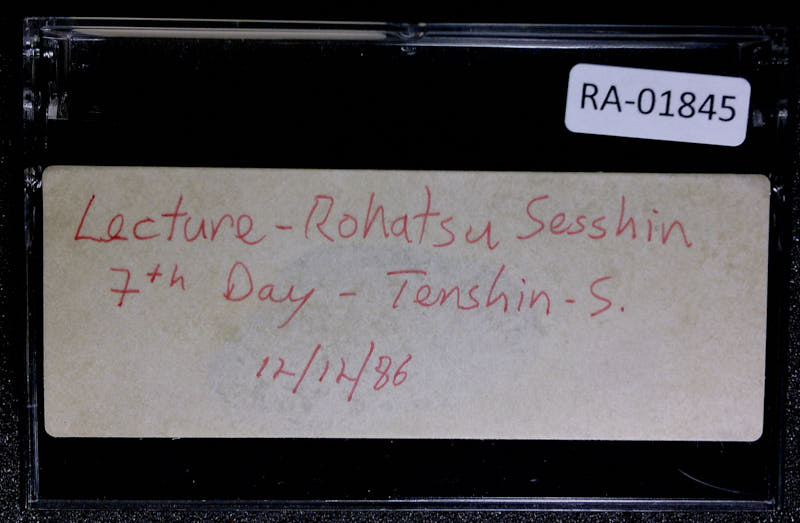 RA-01845
Lecture - Rohatsu Sesshin
7th Day - Tenshin - S.
12/12/86